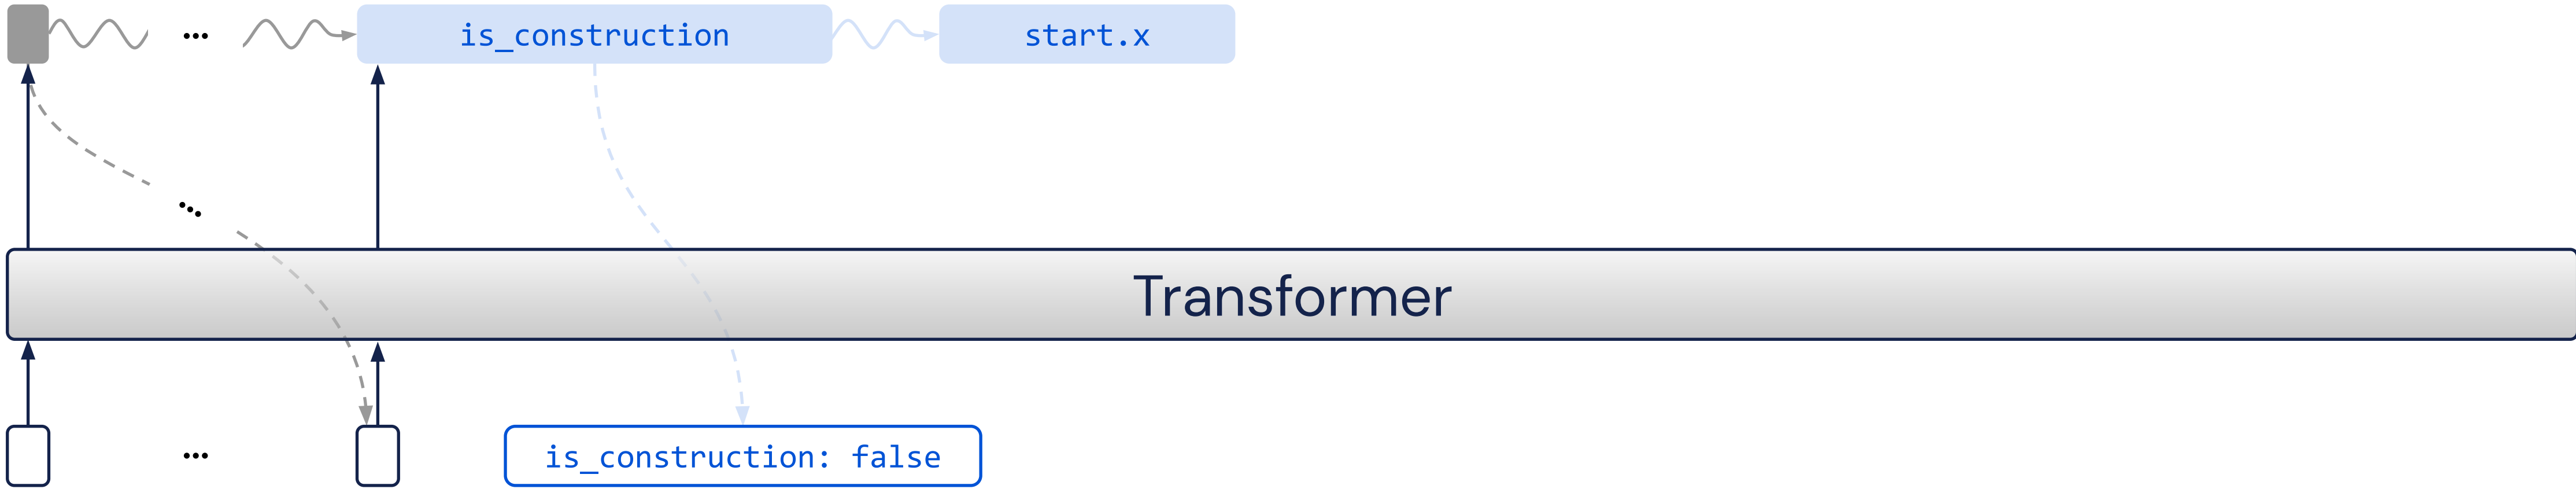 is_construction
start.x
Transformer
is_construction: false